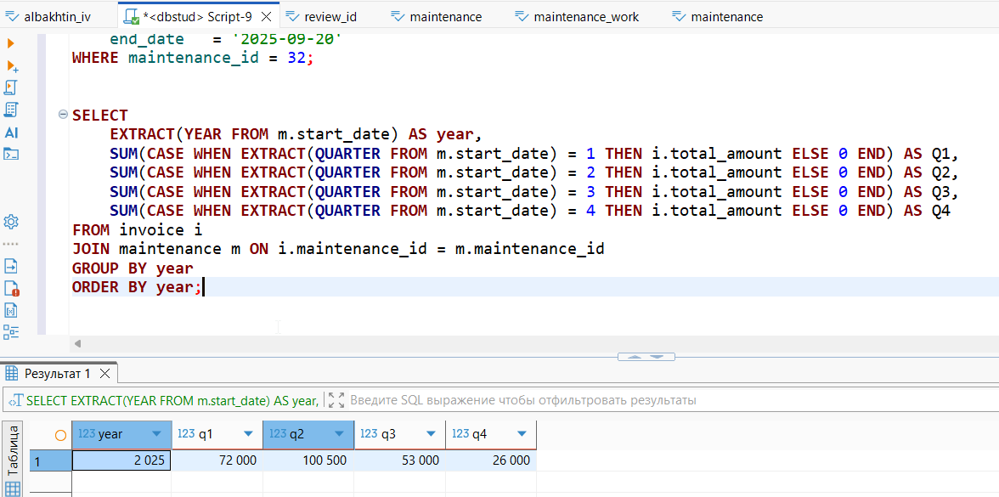 albakhtin_iv *<dbstud> Script-9 review_id maintenance maintenance_work maintenance
end_date = '2025-09-20'
WHERE maintenance_id = 32;
SELECT
EXTRACT(YEAR FROM m.start_date) AS year,
SUM(CASE WHEN EXTRACT(QUARTER FROM m.start_date) = 1 THEN i.total_amount ELSE 0 END) AS Q1,
SUM(CASE WHEN EXTRACT(QUARTER FROM m.start_date) = 2 THEN i.total_amount ELSE 0 END) AS Q2,
SUM(CASE WHEN EXTRACT(QUARTER FROM m.start_date) = 3 THEN i.total_amount ELSE 0 END) AS Q3,
SUM(CASE WHEN EXTRACT(QUARTER FROM m.start_date) = 4 THEN i.total_amount ELSE 0 END) AS Q4
FROM invoice i
JOIN maintenance m ON i.maintenance_id = m.maintenance_id
GROUP BY year
ORDER BY year;
AI
Результат 1
SELECT EXTRACT(YEAR FROM m.start_date) AS year, Введите SQL выражение чтобы отфильтровать результаты
Таблица
123 year 123 q1 123 q2 123 q3 123 q4
1 2 025 72 000 100 500 53 000 26 000